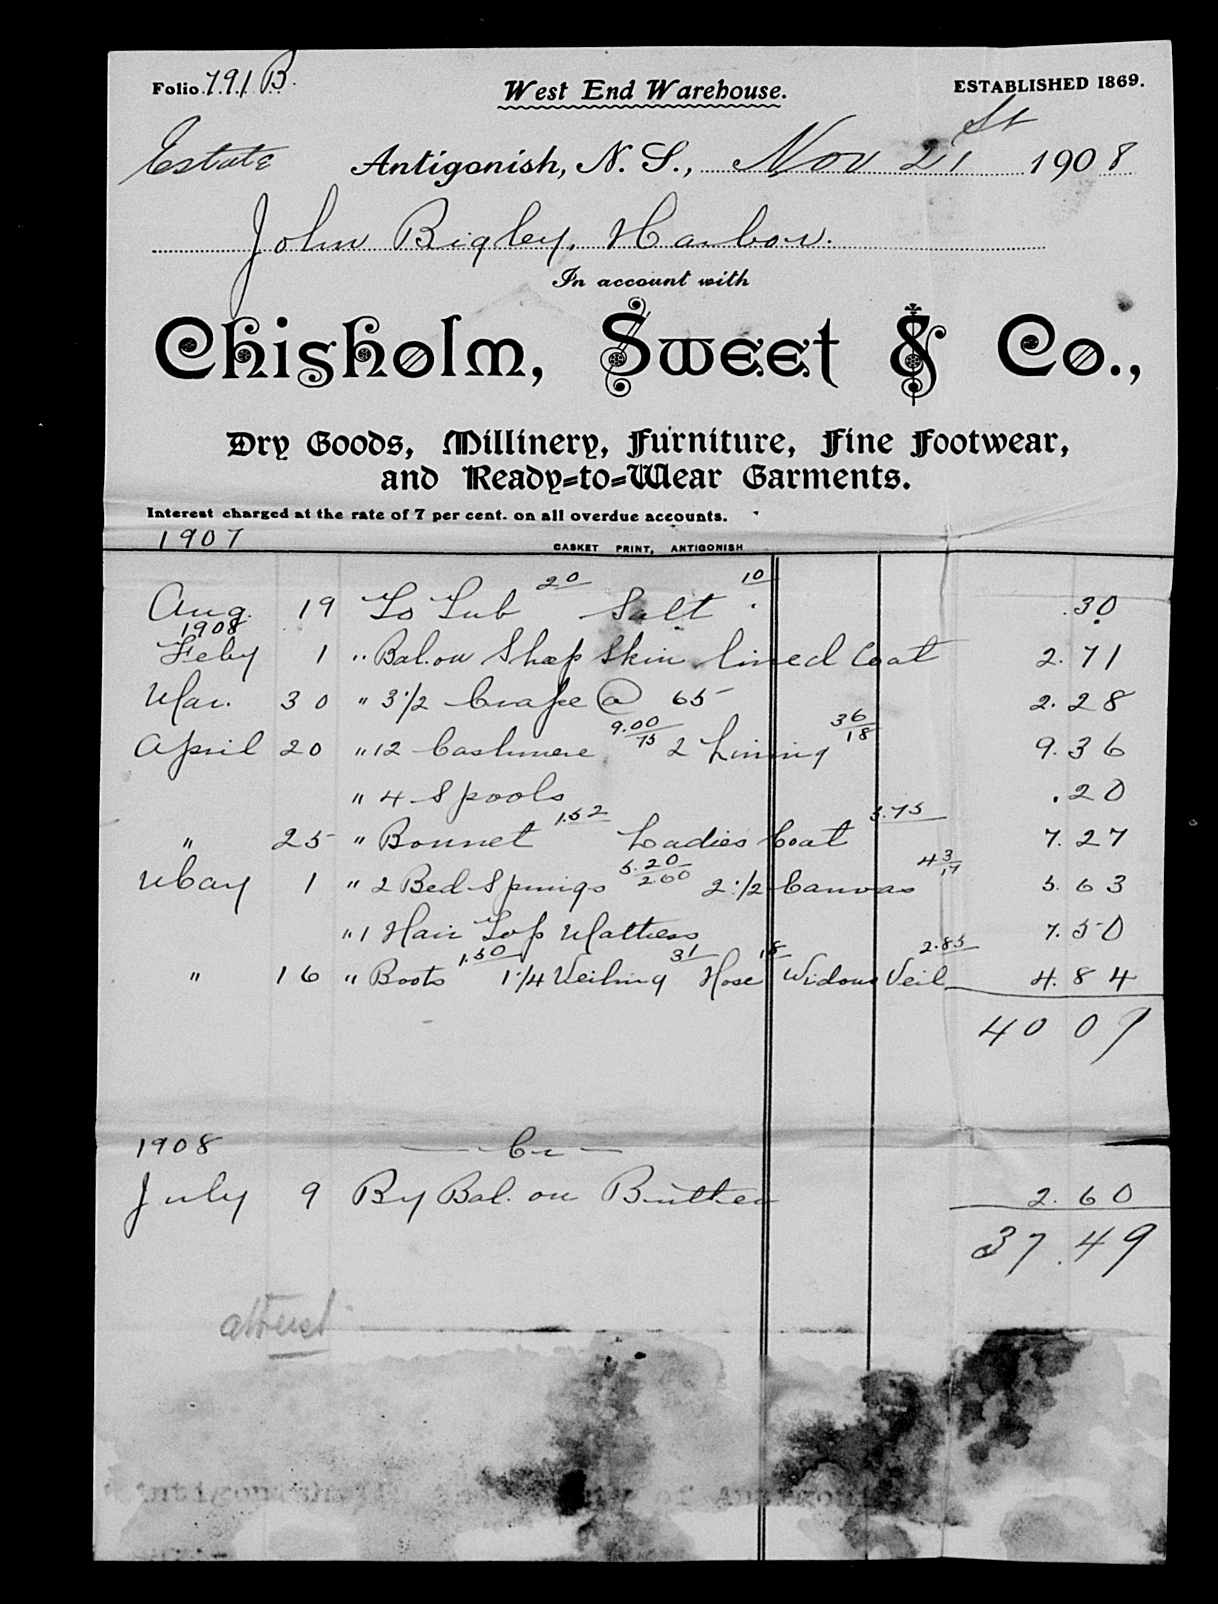 Folio 791 B. West End Warehouse. ESTABLISHED 1869.
Estate Antigonish, N. S., Nov 21st 1908
John Bigley, Harbor.
In account with
Chisholm, Sweet & Co.,
Dry Goods, Millinery, Furniture, Fine Footwear,
and Ready-to-Wear Garments.
Interest charged at the rate of 7 per cent. on all overdue accounts.
1907 CASKET PRINT, ANTIGONISH
Aug. 19 To Tub 20 Salt 10 .30
1908
Feby 1 " Bal. on Shep Skin lined Coat 2.71
Mar. 30 " 3 1/2 Crape @ 65 2.28
April 20 " 12 Cashmere 9.00/75 2 Lining 36/18 9.36
" 4 Spools .20
" 25 " Bonnet 1.52 Ladies Coat 5.75 7.27
May 1 " 2 Bed Springs 5.20/2.60 2 1/2 Canvas 43/17 5.63
" 1 Hair Top Mattress 7.50
" 16 " Boots 1.50 1 1/4 Veiling 31 Hose 18 Widows Veil 2.85 4.84
40 07
1908 — Cr —
July 9 By Bal. on Butter 2.60
37.49